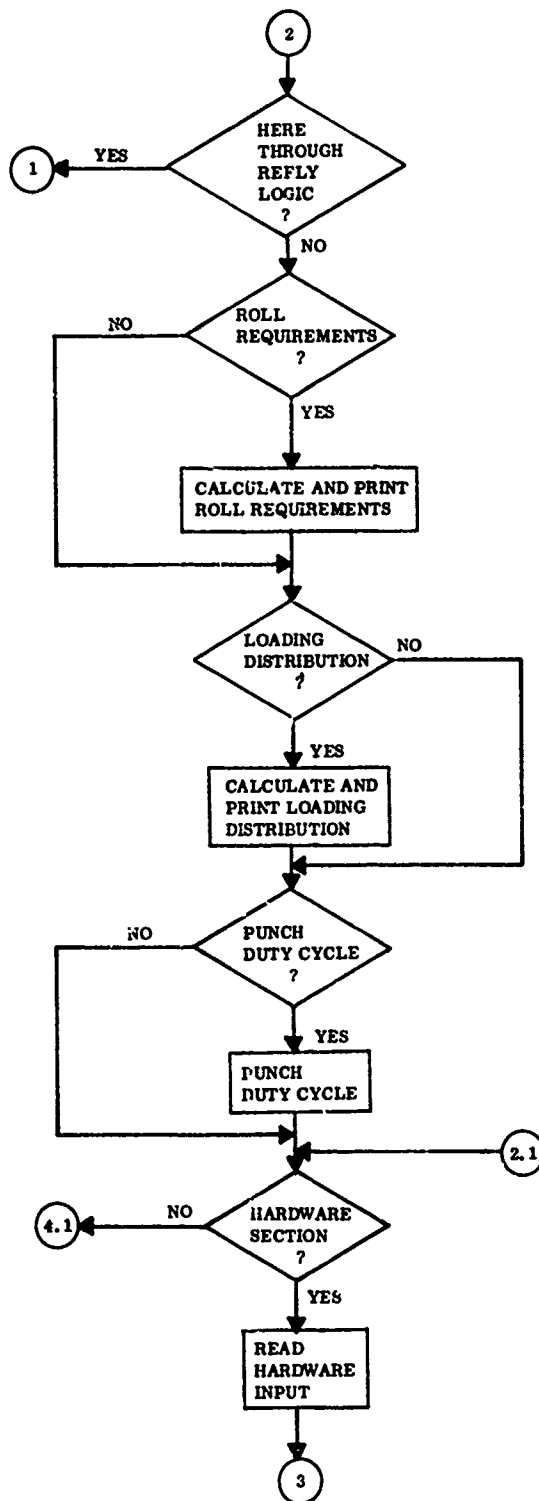 2
HERE
THROUGH
REFLY
LOGIC
?
YES
1
NO
ROLL
REQUIREMENTS
?
NO
YES
CALCULATE AND PRINT
ROLL REQUIREMENTS
LOADING
DISTRIBUTION
?
NO
YES
CALCULATE AND
PRINT LOADING
DISTRIBUTION
PUNCH
DUTY CYCLE
?
NO
YES
PUNCH
DUTY CYCLE
2.1
HARDWARE
SECTION
?
NO
4.1
YES
READ
HARDWARE
INPUT
3